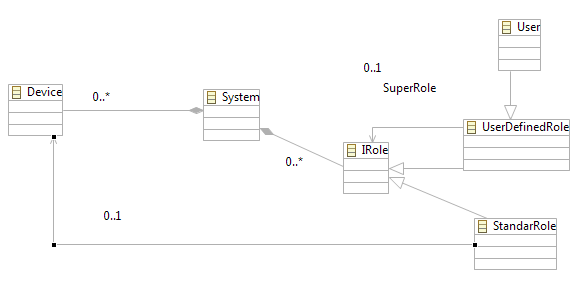 User
0..1
SuperRole
Device
0..*
System
UserDefinedRole
IRole
0..*
0..1
StandarRole